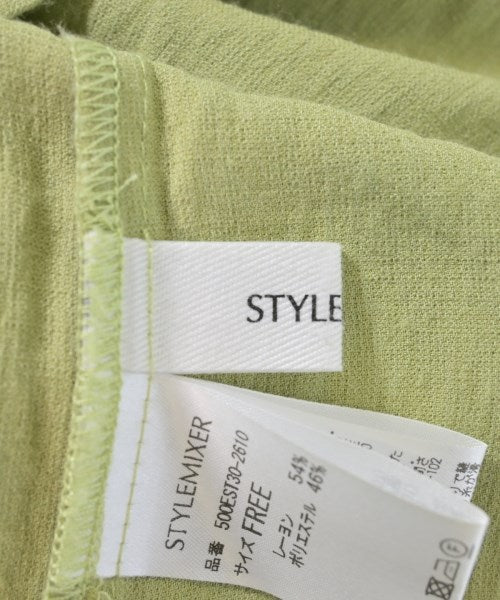 STYLE
STYLEMIXER
品番 500EST30-2610
サイズ FREE
レーヨン 54%
ポリエステル 46%
-102